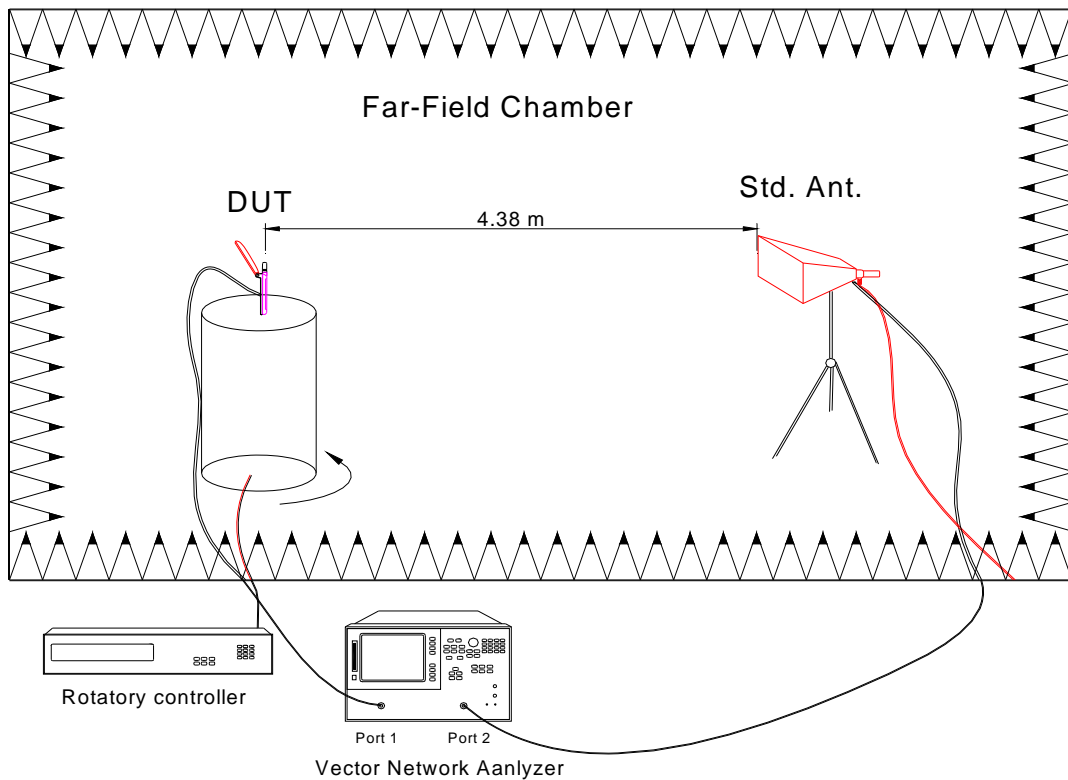 Far-Field Chamber
DUT
Std. Ant.
4.38 m
Rotatory controller
Port 1
Port 2
Vector Network Aanlyzer